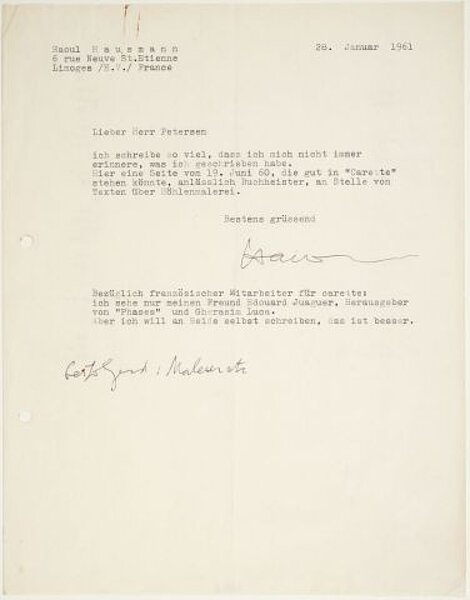 Raoul H a u s m a n n
28. Januar 1961
6 rue Neuve St.Etienne
Limoges /H.V./ France
Lieber Herr Petersen
ich schreibe so viel, dass ich mich nicht immer
erinnere, was ich geschrieben habe.
Hier eine Seite von 19. Juni 60, die gut in "Carette"
stehen könnte, anlässlich Buchheister, an Stelle von
Texten über Höhlenmalerei.
Bestens grüssend
Bezüglich französischer Mitarbeiter für carette:
ich sehe nur meinen Freund Edouard Juaguer, Herausgeber
von "Phases" und Gherasim Luca.
Aber ich will an Beide selbst schreiben, das ist besser.